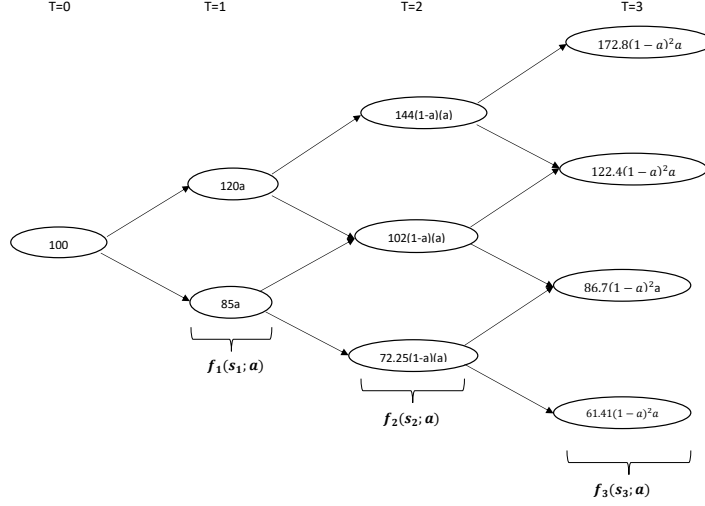 T=0 T=1 T=2 T=3
172.8(1 − a)²a
144(1-a)(a)
122.4(1 − a)²a
120a
100
102(1-a)(a)
86.7(1 − a)²a
85a
f₁(s₁; a)
72.25(1-a)(a)
f₂(s₂; a)
61.41(1 − a)²a
f₃(s₃; a)